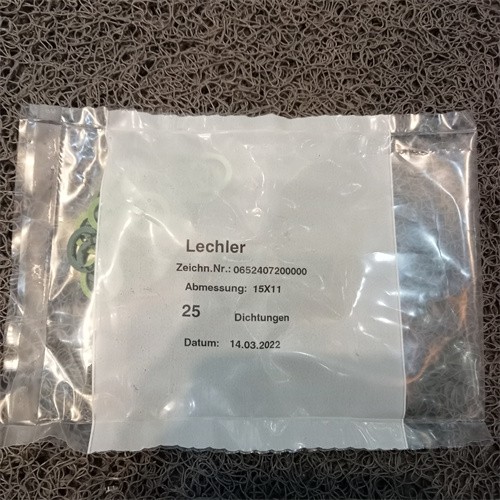 Lechler
Zeichn.Nr.: 0652407200000
Abmessung: 15X11
25 Dichtungen
Datum: 14.03.2022